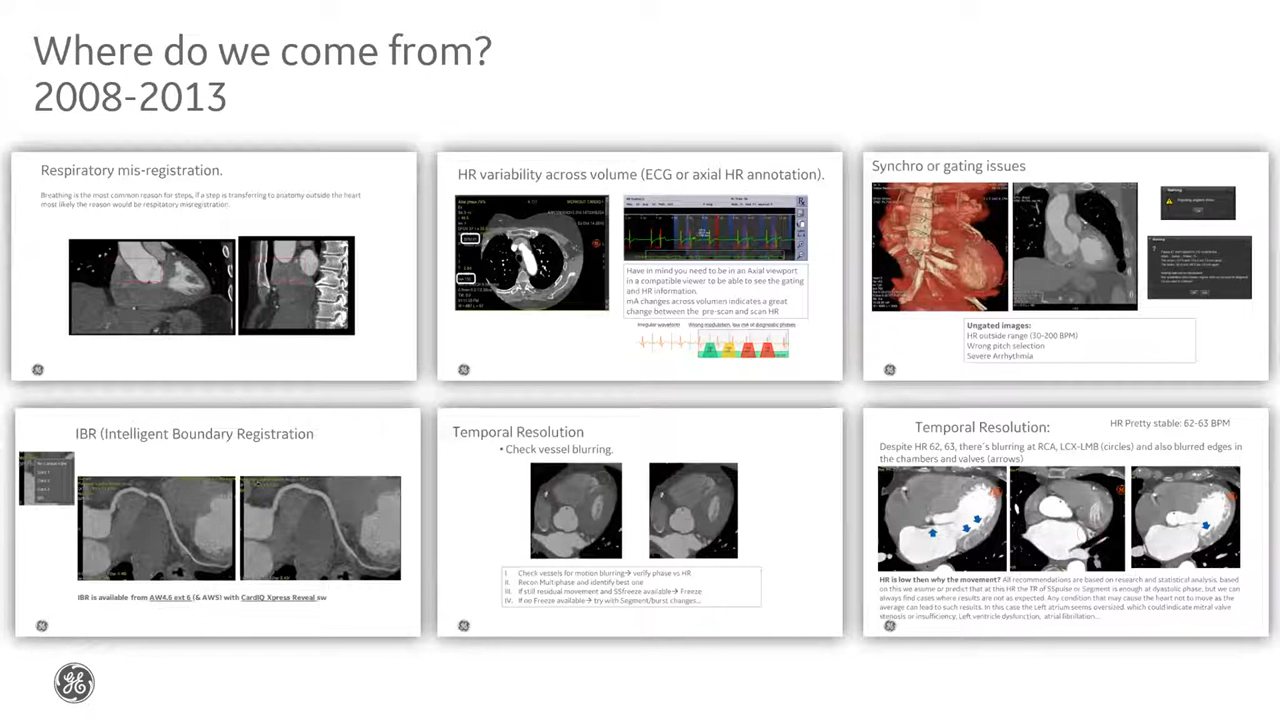 Where do we come from?
2008-2013
Respiratory mis-registration.
Breathing is the most common reason for steps, if a step is transferring to anatomy outside the heart
most likely the reason would be respitatoy misregistration.
HR variability across volume (ECG or axial HR annotation).
Have in mind you need to be in an Axial viewport
in a compatible viewer to be able to see the gating
and HR information.
mA changes across volumen indicates a great
change between the pre-scan and scan HR
Irregular waveform Wrong modulation, low risk of diagnostic phases
Synchro or gating issues
Ungated images:
HR outside range (30-200 BPM)
Wrong pitch selection
Severe Arrhythmia
IBR (Intelligent Boundary Registration
IBR is available from AW4.6 ext 6 (& AWS) with CardIQ Xpress Reveal sw
Temporal Resolution
• Check vessel blurring.
I. Check vessels for motion blurring→ verify phase vs HR
II. Recon Multiphase and identify best one
III. If still residual movement and SSfreeze available→ Freeze
IV. If no Freeze available→ try with Segment/burst changes...
Temporal Resolution:
HR Pretty stable: 62-63 BPM
Despite HR 62, 63, there´s blurring at RCA, LCX-LMB (circles) and also blurred edges in
the chambers and valves (arrows)
HR is low then why the movement? All recommendations are based on research and statistical analysis, based
on this we asume or predict that at this HR the TR of SSpulse or Segment is enough at dyastolic phase, but we can
always find cases where results are not as expected. Any condition that may cause the heart not to move as the
average can lead to such results. In this case the Left atrium seems oversized, which could indicate mitral valve
stenosis or insufficiency, Left ventricle dysfunction, atrial fibrillation...